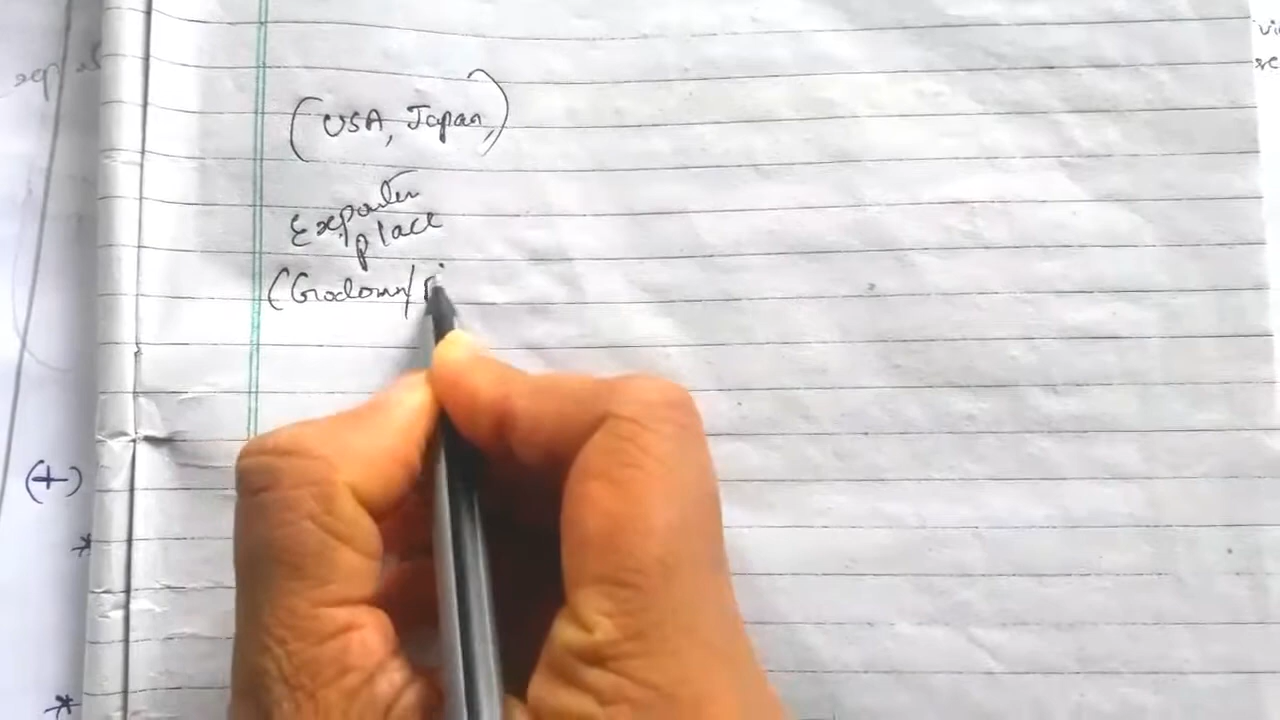 (USA, Japan,)
Exporter
place
(Godown/
(+)
*
*